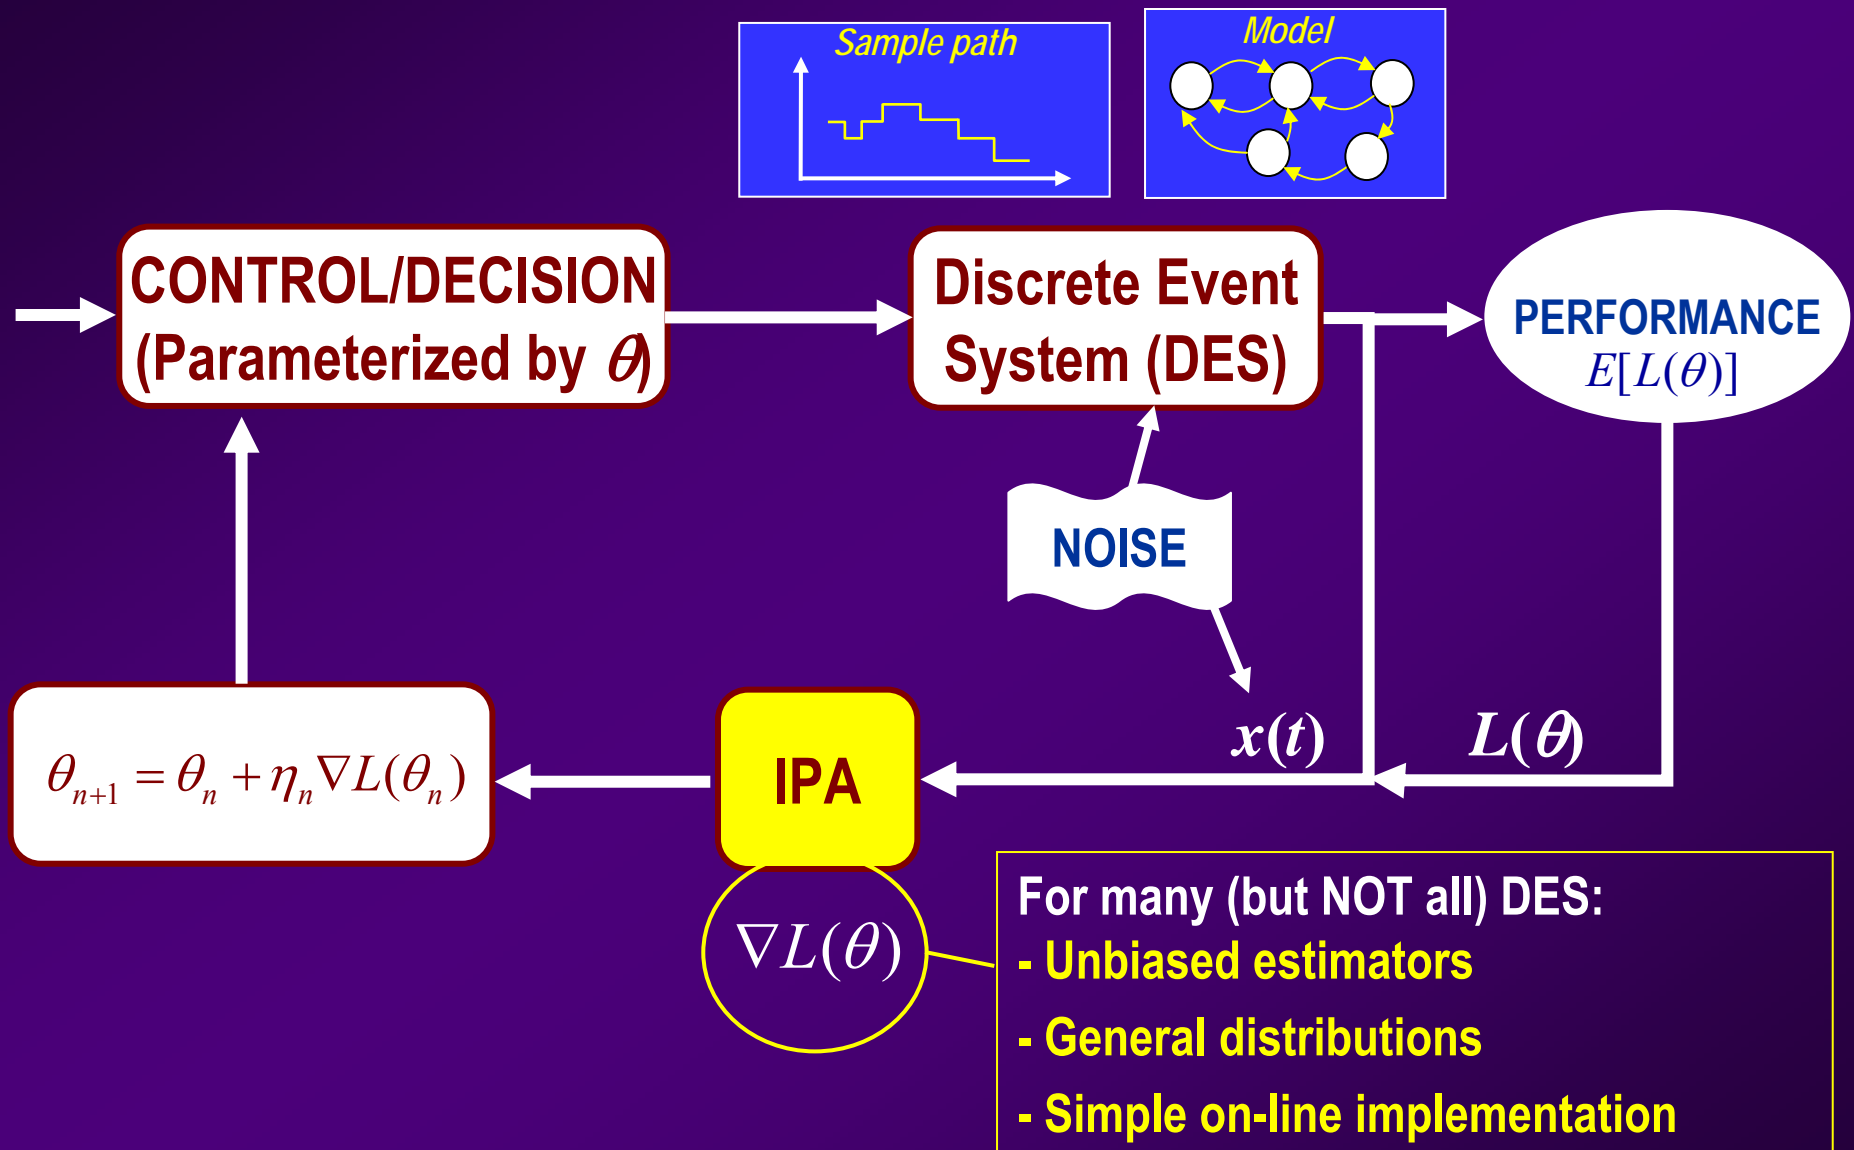 Sample path
Model
CONTROL/DECISION
(Parameterized by θ)
Discrete Event
System (DES)
PERFORMANCE
E[L(θ)]
NOISE
x(t)
L(θ)
θₙ₊₁ = θₙ + ηₙ∇L(θₙ)
IPA
∇L(θ)
For many (but NOT all) DES:
- Unbiased estimators
- General distributions
- Simple on-line implementation